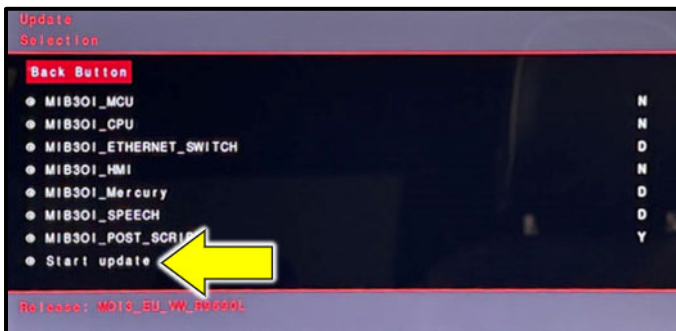 Update
Selection
Back Button
MIB3OI_MCU N
MIB3OI_CPU N
MIB3OI_ETHERNET_SWITCH D
MIB3OI_HMI N
MIB3OI_Mercury D
MIB3OI_SPEECH D
MIB3OI_POST_SCRI Y
Start update
Release: